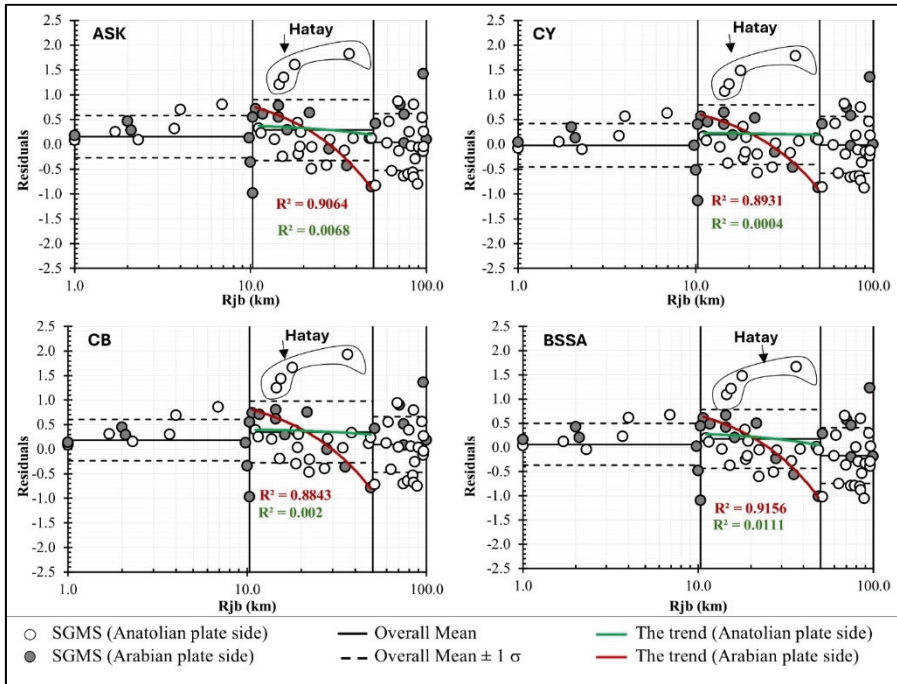 ASK
Hatay
2.5
2.0
1.5
1.0
0.5
0.0
-0.5
-1.0
-1.5
-2.0
-2.5
Residuals
R² = 0.9064
R² = 0.0068
1.0
10.0
100.0
Rjb (km)
CY
Hatay
2.5
2.0
1.5
1.0
0.5
0.0
-0.5
-1.0
-1.5
-2.0
-2.5
Residuals
R² = 0.8931
R² = 0.0004
1.0
10.0
100.0
Rjb (km)
CB
Hatay
2.5
2.0
1.5
1.0
0.5
0.0
-0.5
-1.0
-1.5
-2.0
-2.5
Residuals
R² = 0.8843
R² = 0.002
1.0
10.0
100.0
Rjb (km)
BSSA
Hatay
2.5
2.0
1.5
1.0
0.5
0.0
-0.5
-1.0
-1.5
-2.0
-2.5
Residuals
R² = 0.9156
R² = 0.0111
1.0
10.0
100.0
Rjb (km)
SGMS (Anatolian plate side) Overall Mean The trend (Anatolian plate side)
SGMS (Arabian plate side) Overall Mean ± 1 σ The trend (Arabian plate side)